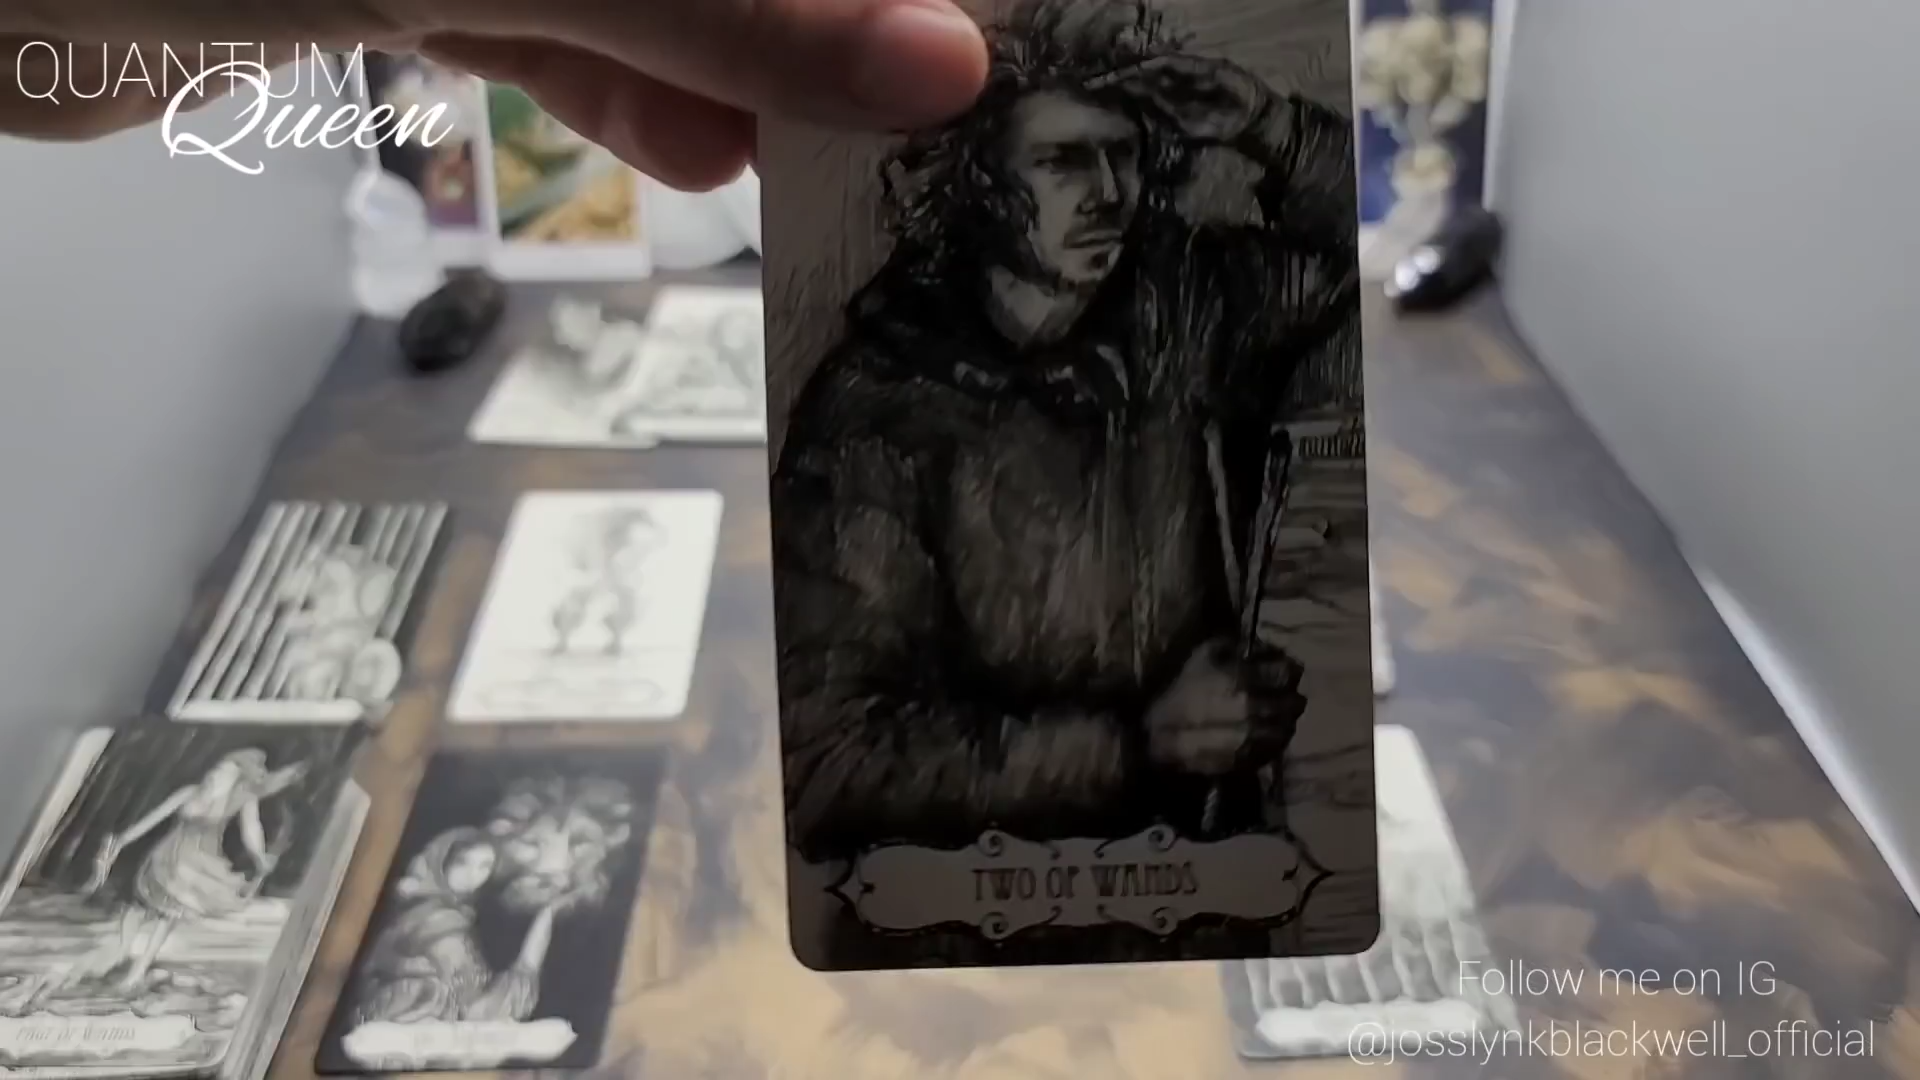 QUANTUM
Queen
TWO OF WANDS
Follow me on IG
@josslynkblackwell_official